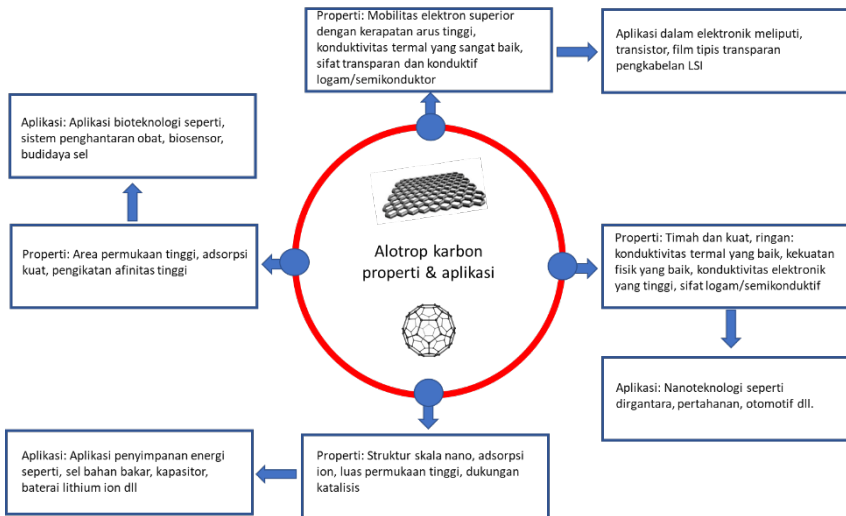 Properti: Mobilitas elektron superior
dengan kerapatan arus tinggi,
konduktivitas termal yang sangat baik,
sifat transparan dan konduktif
logam/semikonduktor
Aplikasi dalam elektronik meliputi,
transistor, film tipis transparan
pengkabelan LSI
Aplikasi: Aplikasi bioteknologi seperti,
sistem penghantaran obat, biosensor,
budidaya sel
Properti: Area permukaan tinggi, adsorpsi
kuat, pengikatan afinitas tinggi
Alotrop karbon
properti & aplikasi
Properti: Timah dan kuat, ringan:
konduktivitas termal yang baik, kekuatan
fisik yang baik, konduktivitas elektronik
yang tinggi, sifat logam/semikonduktif
Aplikasi: Nanoteknologi seperti
dirgantara, pertahanan, otomotif dll.
Aplikasi: Aplikasi penyimpanan energi
seperti, sel bahan bakar, kapasitor,
baterai lithium ion dll
Properti: Struktur skala nano, adsorpsi
ion, luas permukaan tinggi, dukungan
katalisis